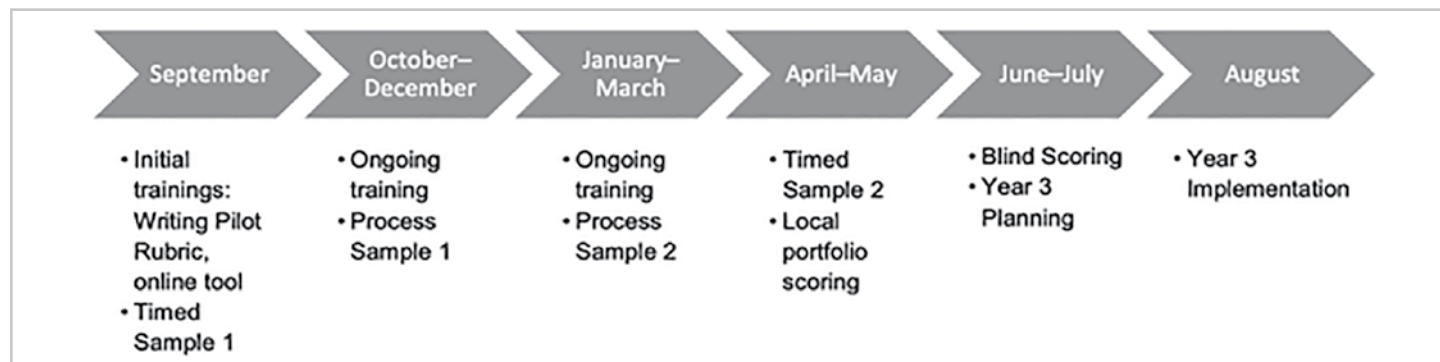 September
October–
December
January–
March
April–May
June–July
August
• Initial
trainings:
Writing Pilot
Rubric,
online tool
• Timed
Sample 1
• Ongoing
training
• Process
Sample 1
• Ongoing
training
• Process
Sample 2
• Timed
Sample 2
• Local
portfolio
scoring
• Blind Scoring
• Year 3
Planning
• Year 3
Implementation